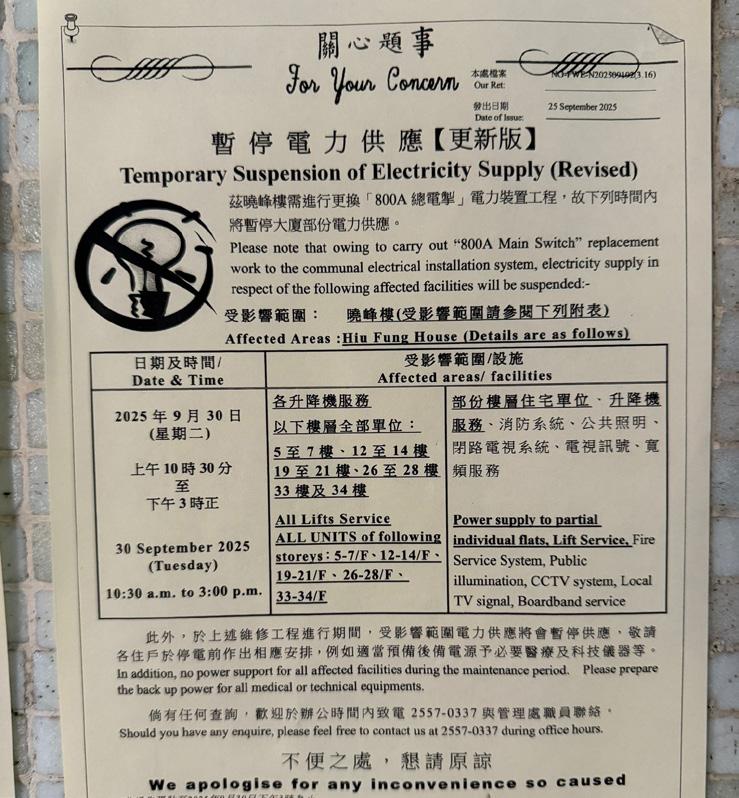 關心題事
For Your Concern
本處檔案
Our Ret:
發出日期 25 September 2025
Date of Issue:
暫停電力供應【更新版】
Temporary Suspension of Electricity Supply (Revised)
茲曉峰樓需進行更換「800A 總電掣」電力裝置工程，故下列時間內
將暫停大廈部份電力供應。
Please note that owing to carry out “800A Main Switch” replacement
work to the communal electrical installation system, electricity supply in
respect of the following affected facilities will be suspended:-
受影響範圍： 曉峰樓(受影響範圍請參閱下列附表)
Affected Areas :Hiu Fung House (Details are as follows)
日期及時間/
Date & Time
受影響範圍/設施
Affected areas/ facilities
2025 年 9 月 30 日
(星期二)
上午 10 時 30 分
至
下午 3 時正
30 September 2025
(Tuesday)
10:30 a.m. to 3:00 p.m.
各升降機服務
以下樓層全部單位：
5 至 7 樓、12 至 14 樓
19 至 21 樓、26 至 28 樓
33 樓及 34 樓
All Lifts Service
ALL UNITS of following
storeys：5-7/F、12-14/F、
19-21/F、26-28/F、
33-34/F
部份樓層住宅單位、升降機
服務、消防系統、公共照明、
閉路電視系統、電視訊號、寬
頻服務
Power supply to partial
individual flats, Lift Service, Fire
Service System, Public
illumination, CCTV system, Local
TV signal, Boardband service
此外，於上述維修工程進行期間，受影響範圍電力供應將會暫停供應，敬請
各住戶於停電前作出相應安排，例如適當預備後備電源予必要醫療及科技儀器等。
In addition, no power support for all affected facilities during the maintenance period. Please prepare
the back up power for all medical or technical equipments.
倘有任何查詢，歡迎於辦公時間內致電 2557-0337 與管理處職員聯絡。
Should you have any enquire, please feel free to contact us at 2557-0337 during office hours.
不便之處，懇請原諒
We apologise for any inconvenience so caused